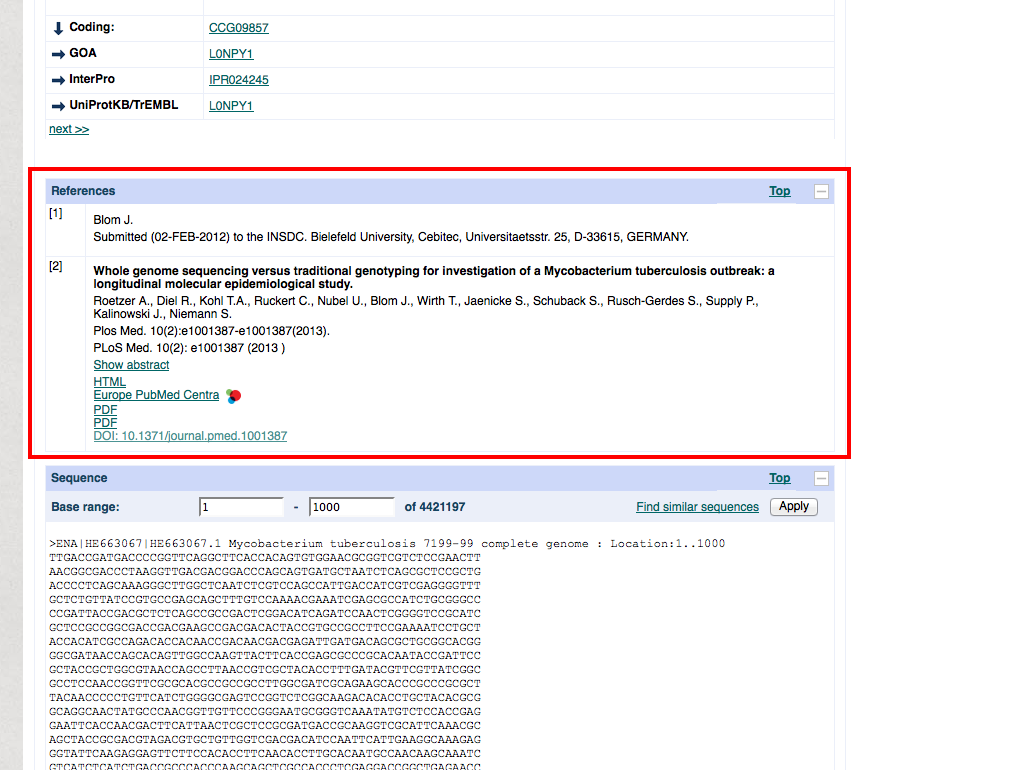 Coding: CCG09857
GOA L0NPY1
InterPro IPR024245
UniProtKB/TrEMBL L0NPY1
next >>
References Top
[1] Blom J.
Submitted (02-FEB-2012) to the INSDC. Bielefeld University, Cebitec, Universitaetsstr. 25, D-33615, GERMANY.
[2] Whole genome sequencing versus traditional genotyping for investigation of a Mycobacterium tuberculosis outbreak: a
longitudinal molecular epidemiological study.
Roetzer A., Diel R., Kohl T.A., Ruckert C., Nubel U., Blom J., Wirth T., Jaenicke S., Schuback S., Rusch-Gerdes S., Supply P.,
Kalinowski J., Niemann S.
Plos Med. 10(2):e1001387-e1001387(2013).
PLoS Med. 10(2): e1001387 (2013 )
Show abstract
HTML
Europe PubMed Centra
PDF
PDF
DOI: 10.1371/journal.pmed.1001387
Sequence Top
Base range: 1 - 1000 of 4421197 Find similar sequences Apply
>ENA|HE663067|HE663067.1 Mycobacterium tuberculosis 7199-99 complete genome : Location:1..1000
TTGACCGATGACCCCGGTTCAGGCTTCACCACAGTGTGGAACGCGGTCGTCTCCGAACTT
AACGGCGACCCTAAGGTTGACGACGGACCCAGCAGTGATGCTAATCTCAGCGCTCCGCTG
ACCCCTCAGCAAAGGGCTTGGCTCAATCTCGTCCAGCCATTGACCATCGTCGAGGGGTTT
GCTCTGTTATCCGTGCCGAGCAGCTTTGTCCAAAACGAAATCGAGCGCCATCTGCGGGCC
CCGATTACCGACGCTCTCAGCCGCCGACTCGGACATCAGATCCAACTCGGGGTCCGCATC
GCTCCGCCGGCGACCGACGAAGCCGACGACACTACCGTGCCGCCTTCCGAAAATCCTGCT
ACCACATCGCCAGACACCACAACCGACAACGACGAGATTGATGACAGCGCTGCGGCACGG
GGCGATAACCAGCACAGTTGGCCAAGTTACTTCACCGAGCGCCCGCACAATACCGATTCC
GCTACCGCTGGCGTAACCAGCCTTAACCGTCGCTACACCTTTGATACGTTCGTTATCGGC
GCCTCCAACCGGTTCGCGCACGCCGCCGCCTTGGCGATCGCAGAAGCACCCGCCCGCGCT
TACAACCCCCTGTTCATCTGGGGCGAGTCCGGTCTCGGCAAGACACACCTGCTACACGCG
GCAGGCAACTATGCCCAACGGTTGTTCCCGGGAATGCGGGTCAAATATGTCTCCACCGAG
GAATTCACCAACGACTTCATTAACTCGCTCCGCGATGACCGCAAGGTCGCATTCAAACGC
AGCTACCGCGACGTAGACGTGCTGTTGGTCGACGACATCCAATTCATTGAAGGCAAAGAG
GGTATTCAAGAGGAGTTCTTCCACACCTTCAACACCTTGCACAATGCCAACAAGCAAATC
GTCATCTCATCTGACCGCCCACCCAAGCAGCTCGCCACCCTCGAGGACCGGCTGAGAACC